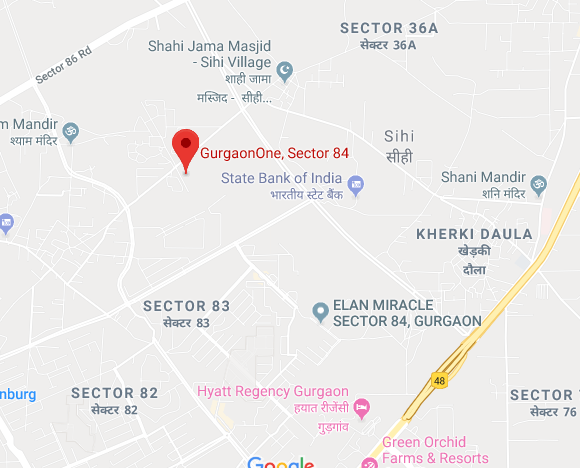 SECTOR 36A
सेक्टर 36A
Sector 86 Rd
Shahi Jama Masjid
- Sihi Village
शाही जामा
मस्जिद - सीही...
m Mandir
श्याम मंदिर
Sihi
सीही
GurgaonOne, Sector 84
State Bank of India
भारतीय स्टेट बैंक
Shani Mandir
शनि मंदिर
KHERKI DAULA
खेड़की
दौला
SECTOR 83
सेक्टर 83
ELAN MIRACLE
SECTOR 84, GURGAON
48
SECTOR 82
सेक्टर 82
nburg
Hyatt Regency Gurgaon
हयात रीजेंसी
गुड़गांव
SECTOR 7
सेक्टर 76
Green Orchid
Farms & Resorts
Google